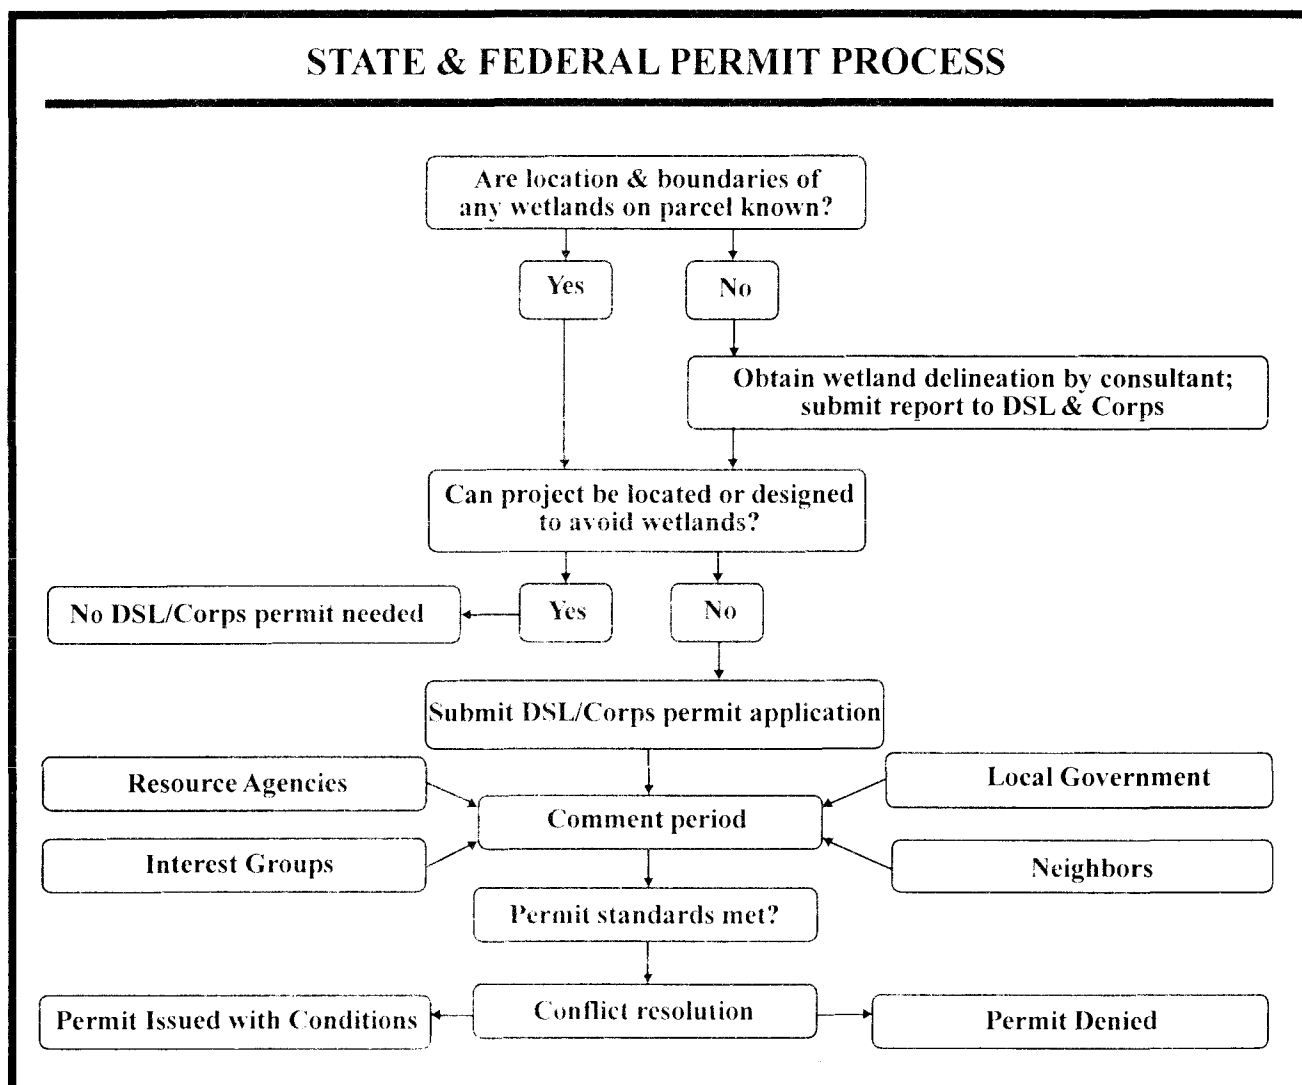 STATE & FEDERAL PERMIT PROCESS
Are location & boundaries of
any wetlands on parcel known?
Yes
No
Obtain wetland delineation by consultant;
submit report to DSL & Corps
Can project be located or designed
to avoid wetlands?
No DSL/Corps permit needed
Yes
No
Submit DSL/Corps permit application
Resource Agencies
Local Government
Comment period
Interest Groups
Neighbors
Permit standards met?
Permit Issued with Conditions
Conflict resolution
Permit Denied